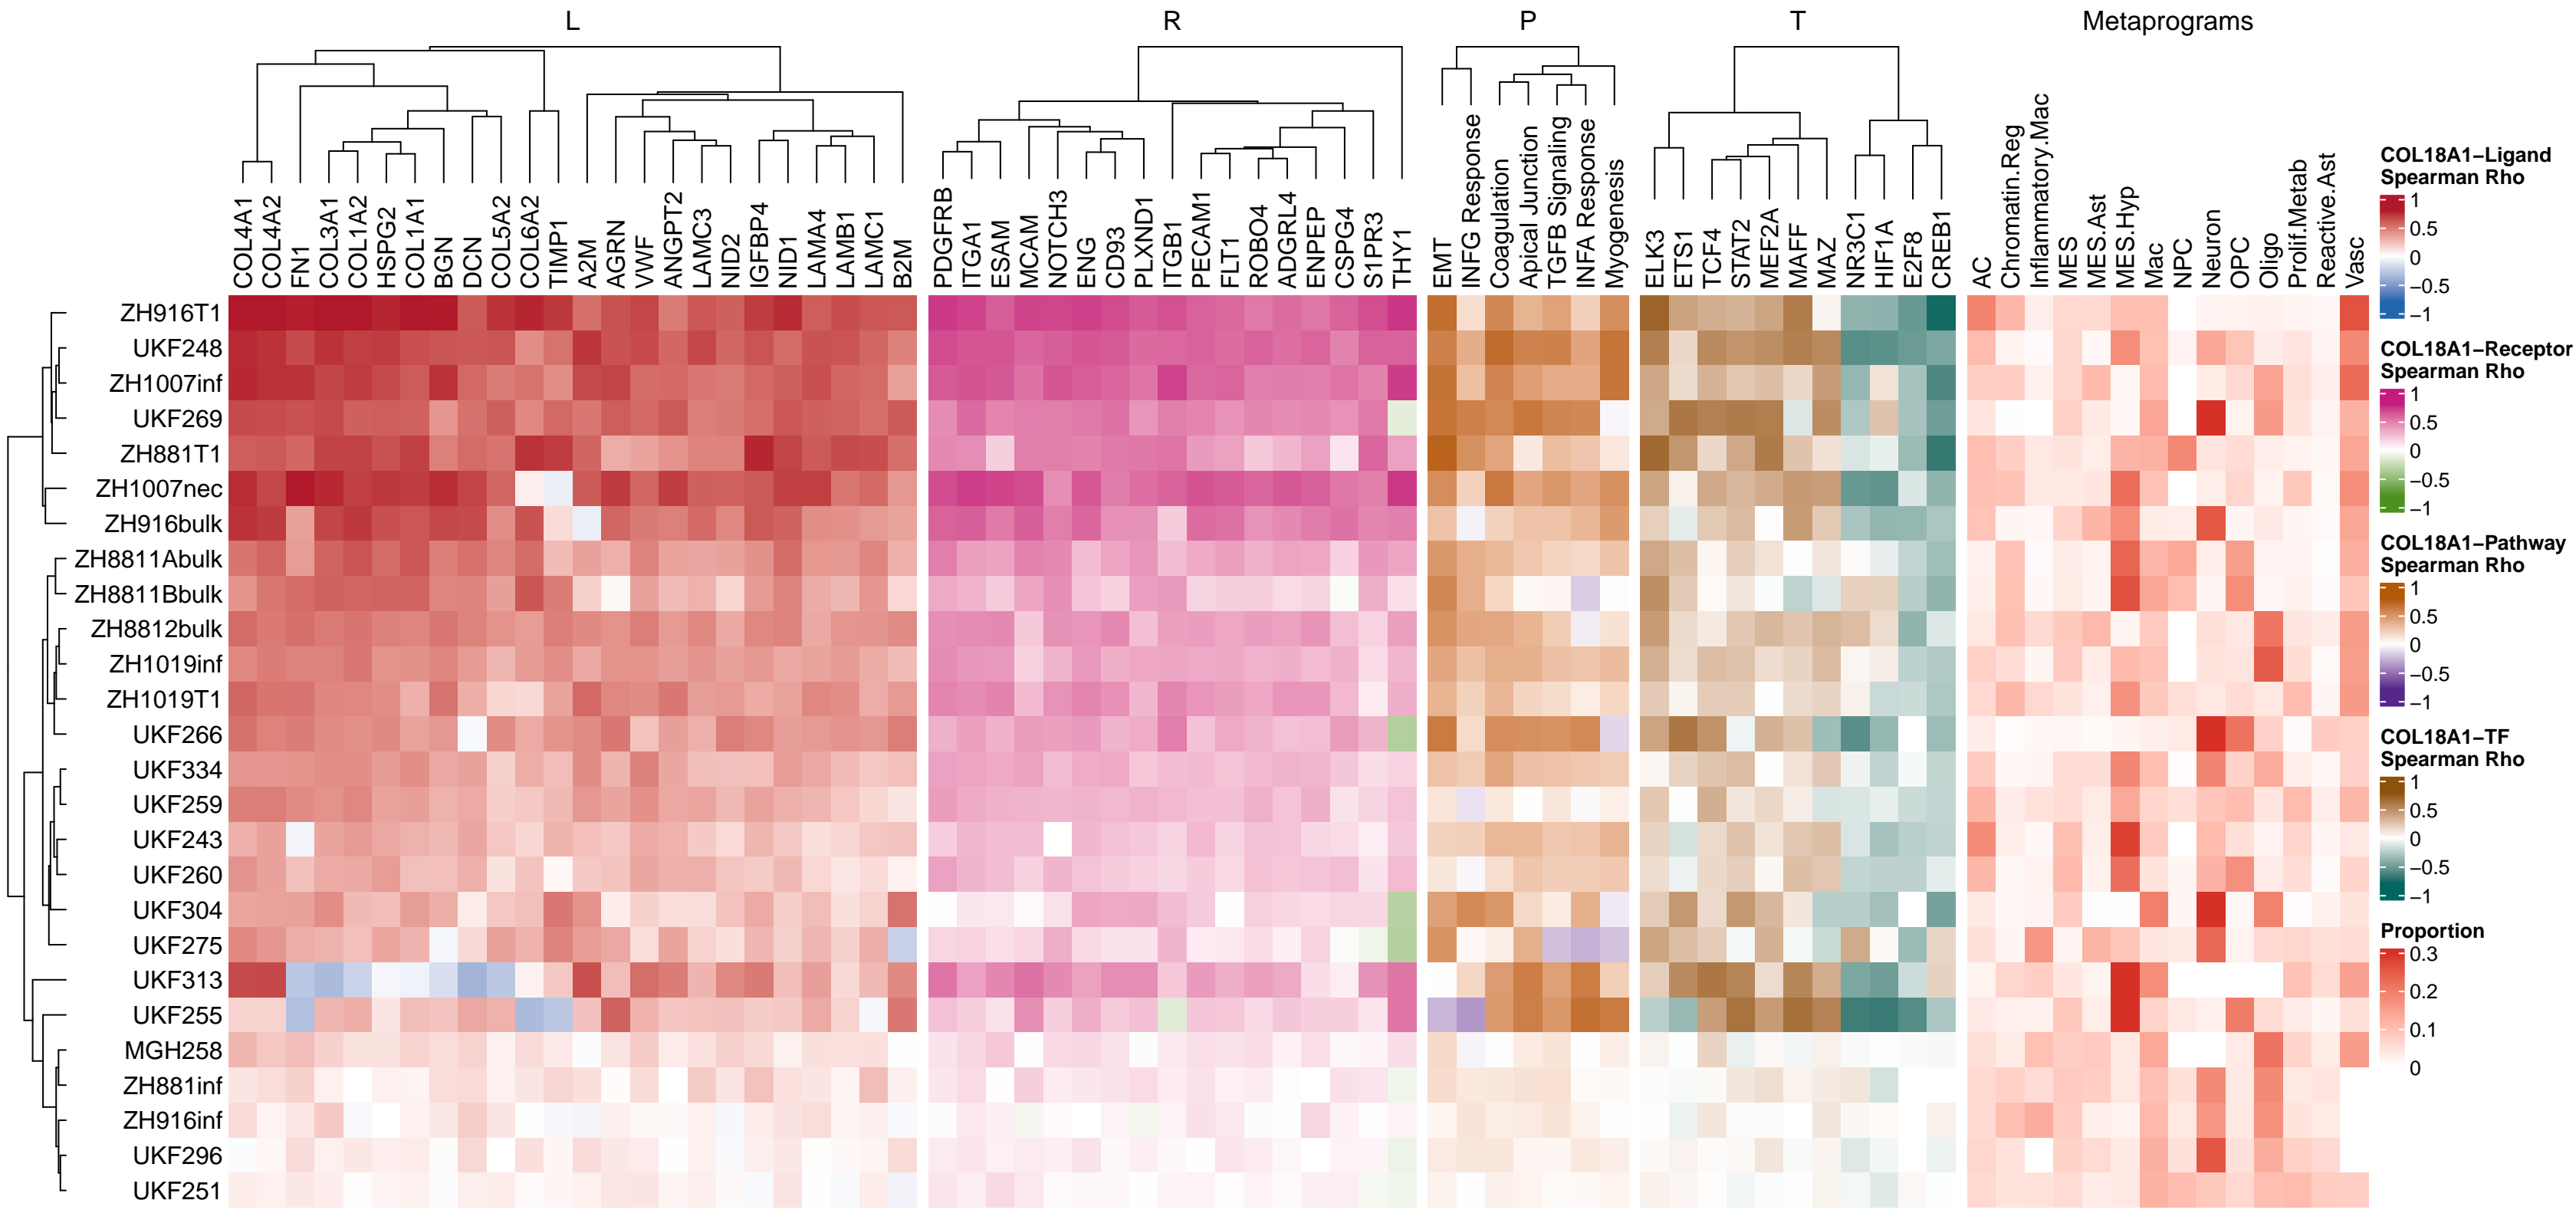 L
R
P
T
Metaprograms
COL4A1
COL4A2
FN1
COL3A1
COL1A2
HSPG2
COL1A1
BGN
DCN
COL5A2
COL6A2
TIMP1
A2M
AGRN
VWF
ANGPT2
LAMC3
NID2
IGFBP4
NID1
LAMA4
LAMB1
LAMC1
B2M
PDGFRB
ITGA1
ESAM
MCAM
NOTCH3
ENG
CD93
PLXND1
ITGB1
PECAM1
FLT1
ROBO4
ADGRL4
ENPEP
CSPG4
S1PR3
THY1
EMT
INFG Response
Coagulation
Apical Junction
TGFB Signaling
INFA Response
Myogenesis
ELK3
ETS1
TCF4
STAT2
MEF2A
MAFF
MAZ
NR3C1
HIF1A
E2F8
CREB1
AC
Chromatin.Reg
Inflammatory.Mac
MES
MES.Ast
MES.Hyp
Mac
NPC
Neuron
OPC
Oligo
Prolif.Metab
Reactive.Ast
Vasc
ZH916T1
UKF248
ZH1007inf
UKF269
ZH881T1
ZH1007nec
ZH916bulk
ZH8811Abulk
ZH8811Bbulk
ZH8812bulk
ZH1019inf
ZH1019T1
UKF266
UKF334
UKF259
UKF243
UKF260
UKF304
UKF275
UKF313
UKF255
MGH258
ZH881inf
ZH916inf
UKF296
UKF251
COL18A1−Ligand
Spearman Rho
1
0.5
0
−0.5
−1
COL18A1−Receptor
Spearman Rho
1
0.5
0
−0.5
−1
COL18A1−Pathway
Spearman Rho
1
0.5
0
−0.5
−1
COL18A1−TF
Spearman Rho
1
0.5
0
−0.5
−1
Proportion
0.3
0.2
0.1
0